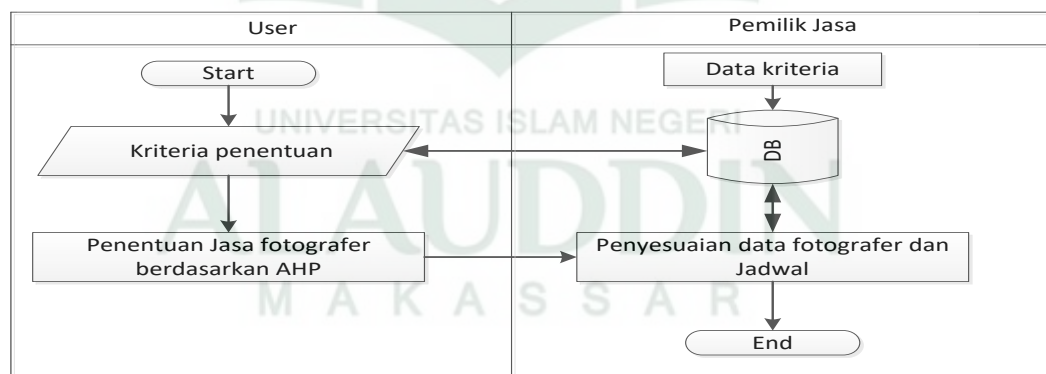 User
Pemilik Jasa
Start
Data kriteria
UNIVERSITAS ISLAM NEGERI
Kriteria penentuan
DB
ALAUDDIN
Penentuan Jasa fotografer
berdasarkan AHP
Penyesuaian data fotografer dan
Jadwal
MAKASSAR
End